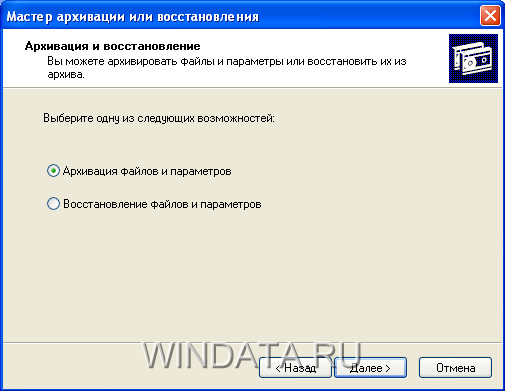 Мастер архивации или восстановления
Архивация и восстановление
Вы можете архивировать файлы и параметры или восстановить их из
архива.
Выберите одну из следующих возможностей:
Архивация файлов и параметров
Восстановление файлов и параметров
WINDATA.RU
< Назад
Далее >
Отмена